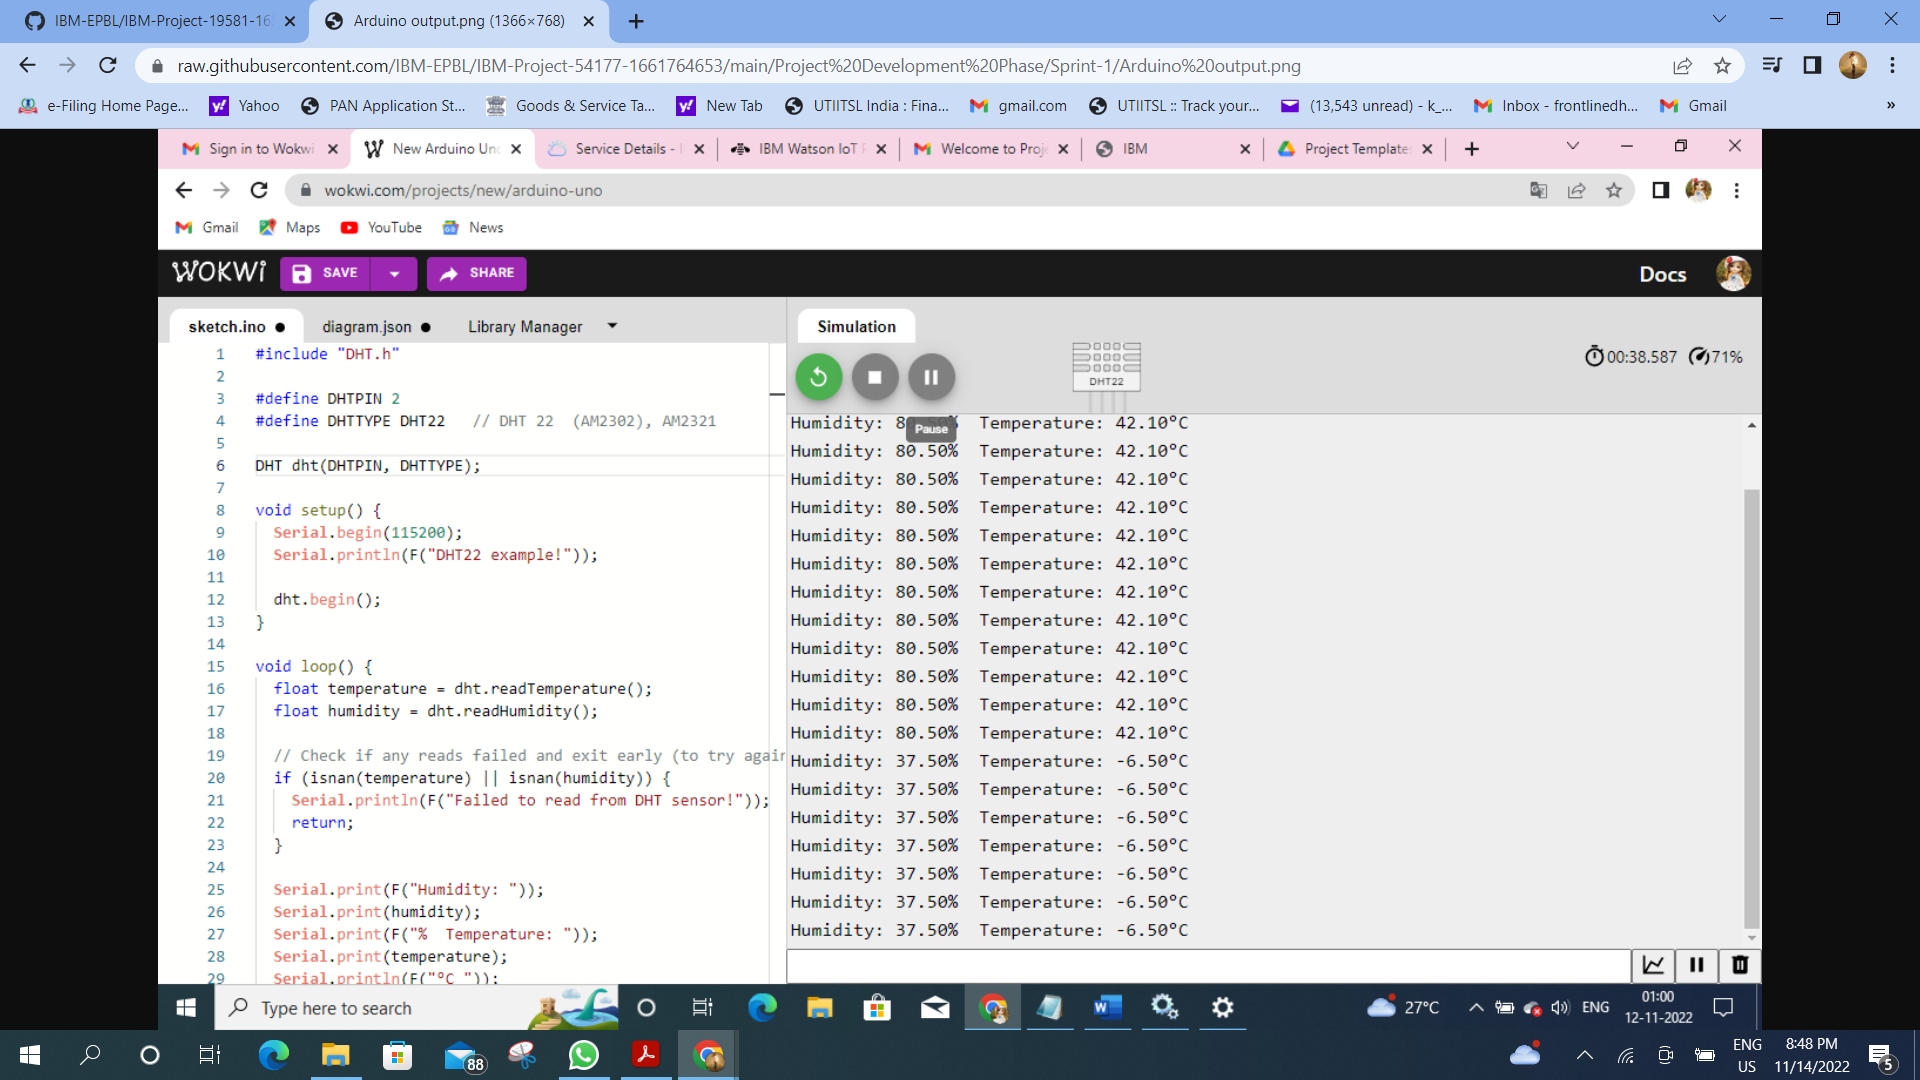 IBM-EPBL/IBM-Project-19581-16
Arduino output.png (1366×768)
raw.githubusercontent.com/IBM-EPBL/IBM-Project-54177-1661764653/main/Project%20Development%20Phase/Sprint-1/Arduino%20output.png
e-Filing Home Page... Yahoo PAN Application St... Goods & Service Ta... New Tab UTIITSL India : Fina... gmail.com UTIITSL :: Track your... (13,543 unread) - k_... Inbox - frontlinedh... Gmail »
Sign in to Wokwi New Arduino Uno Service Details - IBM Watson IoT Welcome to Proje IBM Project Templates
wokwi.com/projects/new/arduino-uno
Gmail Maps YouTube News
WOKWi SAVE SHARE Docs
sketch.ino ● diagram.json ● Library Manager
Simulation
00:38.587 71%
DHT22
Pause
1 #include "DHT.h"
2
3 #define DHTPIN 2
4 #define DHTTYPE DHT22 // DHT 22 (AM2302), AM2321
5
6 DHT dht(DHTPIN, DHTTYPE);
7
8 void setup() {
9 Serial.begin(115200);
10 Serial.println(F("DHT22 example!"));
11
12 dht.begin();
13 }
14
15 void loop() {
16 float temperature = dht.readTemperature();
17 float humidity = dht.readHumidity();
18
19 // Check if any reads failed and exit early (to try again
20 if (isnan(temperature) || isnan(humidity)) {
21 Serial.println(F("Failed to read from DHT sensor!"));
22 return;
23 }
24
25 Serial.print(F("Humidity: "));
26 Serial.print(humidity);
27 Serial.print(F("% Temperature: "));
28 Serial.print(temperature);
29 Serial.println(F("°C "));
Humidity: 80.50% Temperature: 42.10°C
Humidity: 80.50% Temperature: 42.10°C
Humidity: 80.50% Temperature: 42.10°C
Humidity: 80.50% Temperature: 42.10°C
Humidity: 80.50% Temperature: 42.10°C
Humidity: 80.50% Temperature: 42.10°C
Humidity: 80.50% Temperature: 42.10°C
Humidity: 80.50% Temperature: 42.10°C
Humidity: 80.50% Temperature: 42.10°C
Humidity: 80.50% Temperature: 42.10°C
Humidity: 80.50% Temperature: 42.10°C
Humidity: 80.50% Temperature: 42.10°C
Humidity: 37.50% Temperature: -6.50°C
Humidity: 37.50% Temperature: -6.50°C
Humidity: 37.50% Temperature: -6.50°C
Humidity: 37.50% Temperature: -6.50°C
Humidity: 37.50% Temperature: -6.50°C
Humidity: 37.50% Temperature: -6.50°C
Humidity: 37.50% Temperature: -6.50°C
Type here to search
27°C ENG 01:00
12-11-2022
88
ENG
US
8:48 PM
11/14/2022
5